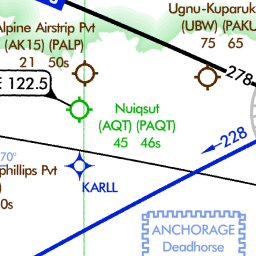 Ugnu-Kuparuk
(UBW) (PAKU
75 65
Alpine Airstrip Pvt
(AK15) (PALP)
21 50s
278
E 122.5
Nuiqsut
(AQT) (PAQT)
45 46s
228
70°
phillips Pvt
KARLL
0s
ANCHORAGE
Deadhorse